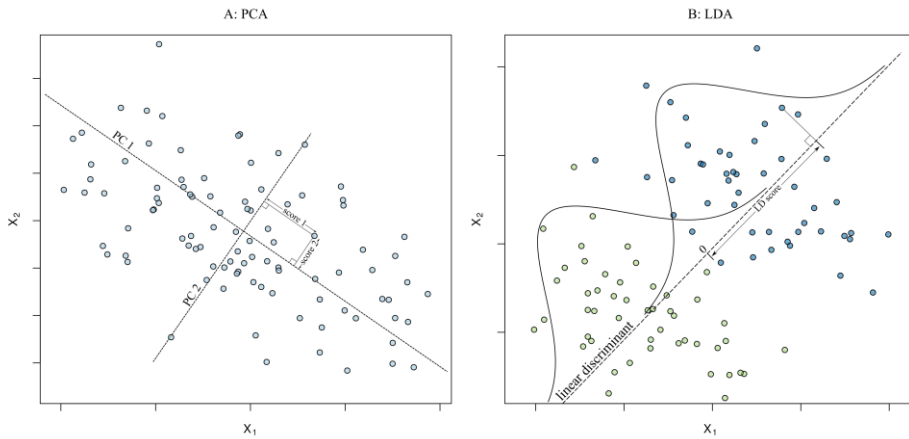 A: PCA
PC 1
score 1
score 2
PC 2
X2
X1
B: LDA
LD score
0
linear discriminant
X2
X1